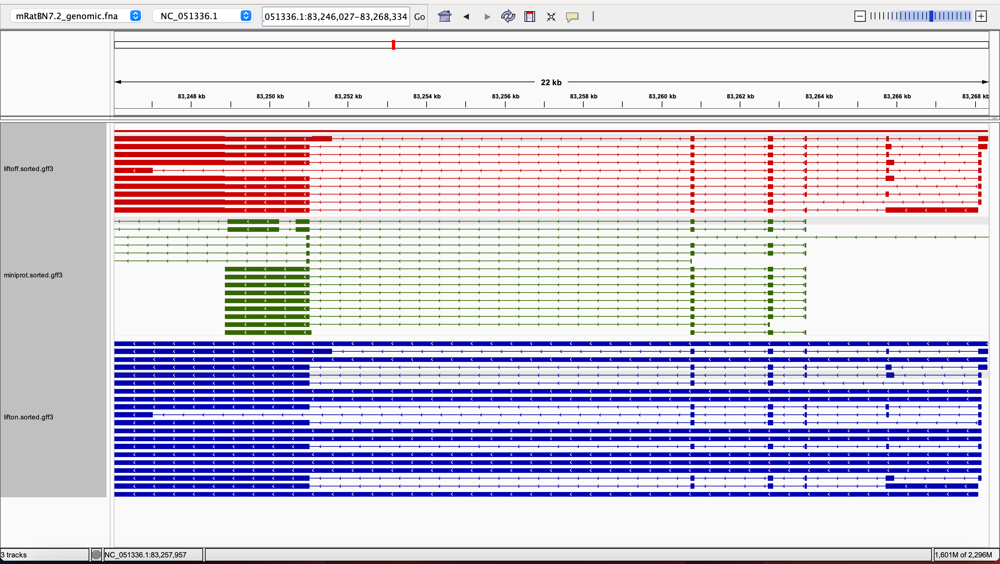 mRatBN7.2_genomic.fna NC_051336.1 .051336.1:83,246,027-83,268,334 Go
22 kb
83,248 kb 83,250 kb 83,252 kb 83,254 kb 83,256 kb 83,258 kb 83,260 kb 83,262 kb 83,264 kb 83,266 kb 83,268 kb
liftoff.sorted.gff3
miniprot.sorted.gff3
lifton.sorted.gff3
3 tracks NC_051336.1:83,257,957 1,601M of 2,296M